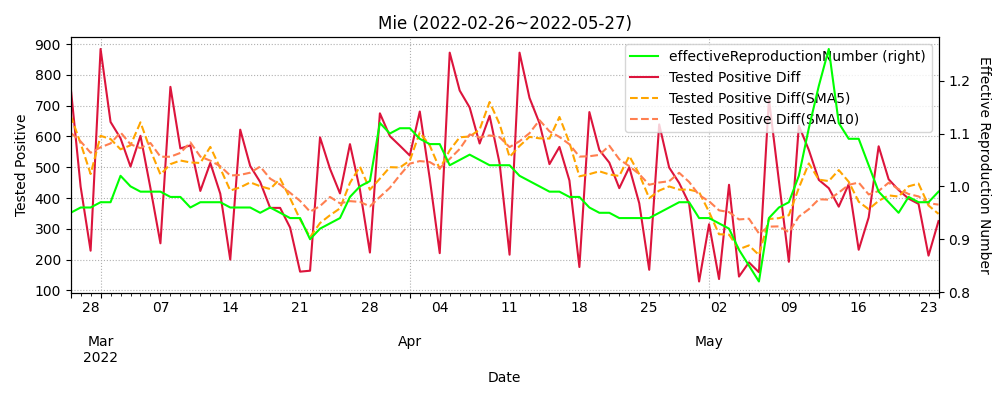 Mie (2022-02-26~2022-05-27)
effectiveReproductionNumber (right)
Tested Positive Diff
Tested Positive Diff(SMA5)
Tested Positive Diff(SMA10)
Tested Positive
900
800
700
600
500
400
300
200
100
Effective Reproduction Number
1.2
1.1
1.0
0.9
0.8
28 07 14 21 28 04 11 18 25 02 09 16 23
Mar Apr May
2022
Date